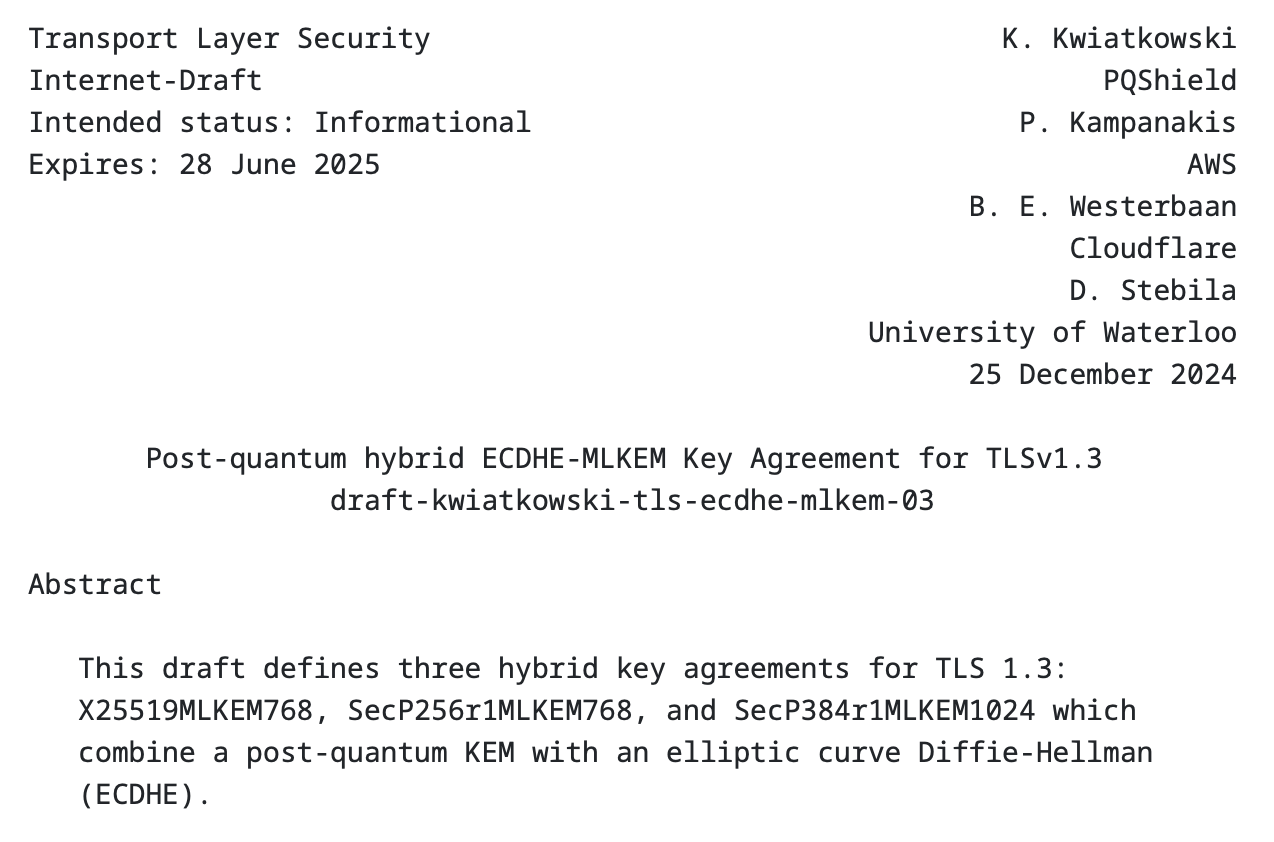 Transport Layer Security K. Kwiatkowski
Internet-Draft PQShield
Intended status: Informational P. Kampanakis
Expires: 28 June 2025 AWS
B. E. Westerbaan
Cloudflare
D. Stebila
University of Waterloo
25 December 2024
Post-quantum hybrid ECDHE-MLKEM Key Agreement for TLSv1.3
draft-kwiatkowski-tls-ecdhe-mlkem-03
Abstract
This draft defines three hybrid key agreements for TLS 1.3:
X25519MLKEM768, SecP256r1MLKEM768, and SecP384r1MLKEM1024 which
combine a post-quantum KEM with an elliptic curve Diffie-Hellman
(ECDHE).